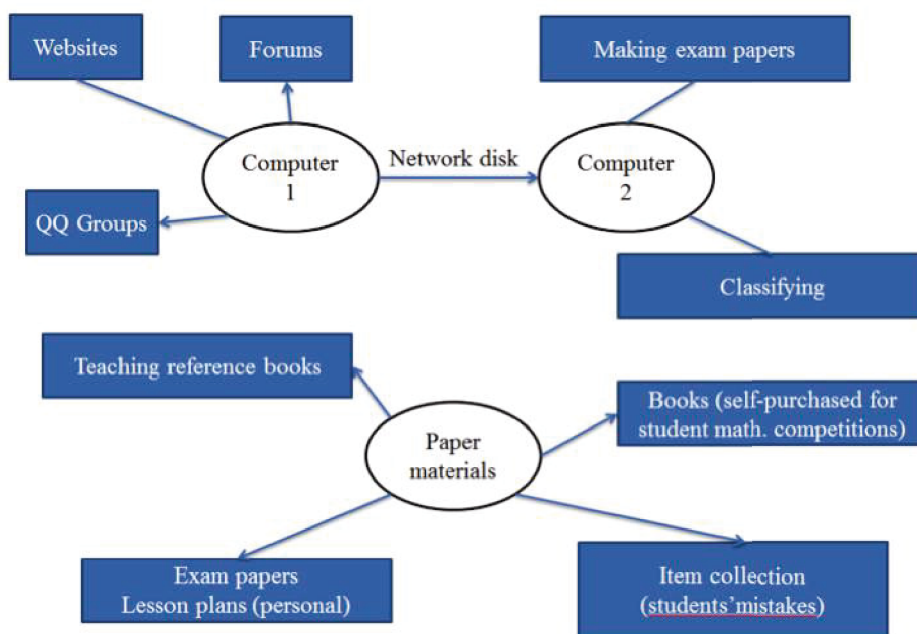 Websites
Forums
Making exam papers
Computer
1
Network disk
Computer
2
QQ Groups
Classifying
Teaching reference books
Books (self-purchased for
student math. competitions)
Paper
materials
Exam papers
Lesson plans (personal)
Item collection
(students’mistakes)